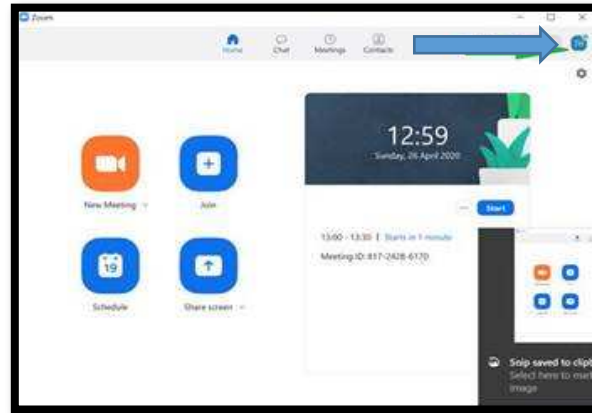 Zoom
Home Chat Meetings Contacts
12:59
Sunday, 26 April 2020
New Meeting Join
Start
13:00 - 13:30 | Starts in 1 minute
Meeting ID: 817-2428-6170
19
Schedule Share screen
Snip saved to clipb
Select here to mark
image